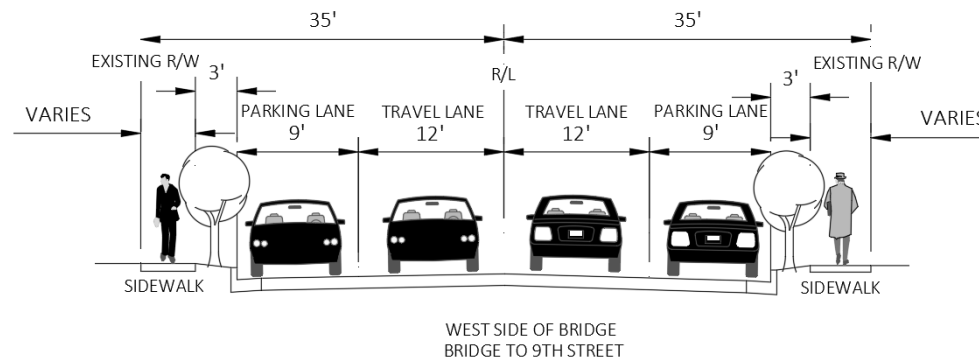 35' 35'
EXISTING R/W R/L EXISTING R/W
3' 3'
VARIES PARKING LANE TRAVEL LANE TRAVEL LANE PARKING LANE VARIES
9' 12' 12' 9'
SIDEWALK SIDEWALK
WEST SIDE OF BRIDGE
BRIDGE TO 9TH STREET